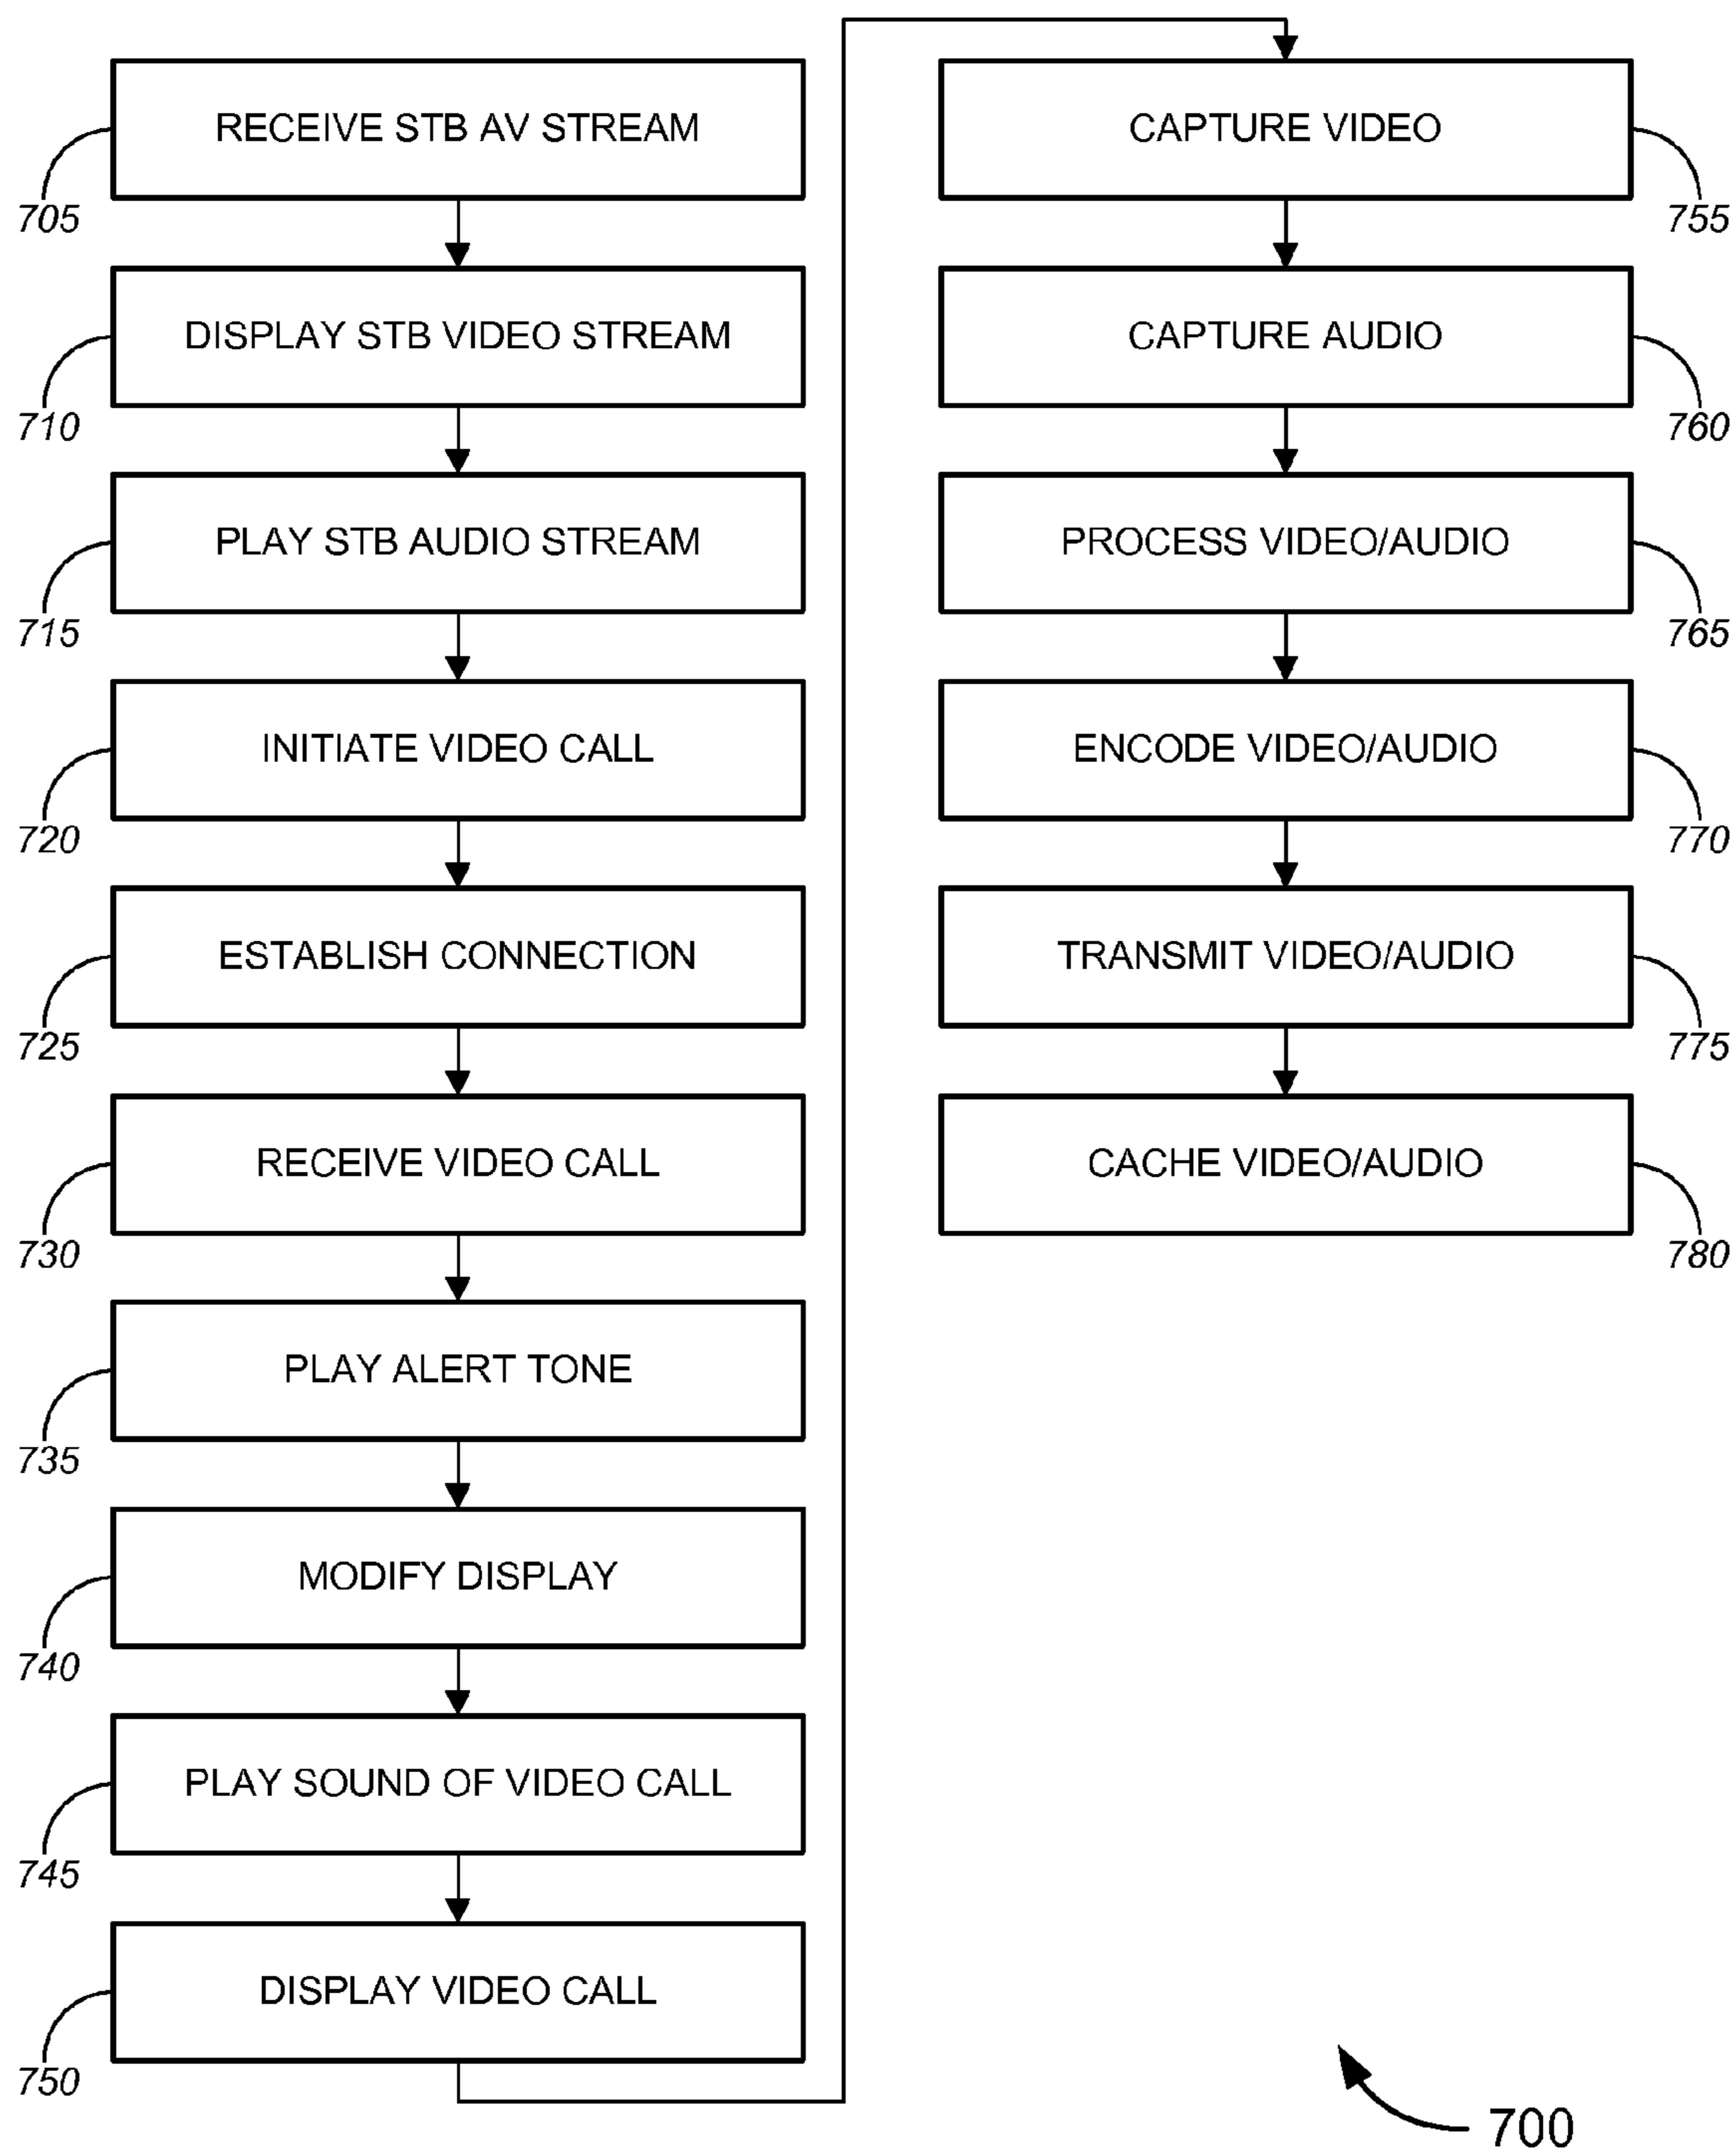 RECEIVE STB AV STREAM
705
DISPLAY STB VIDEO STREAM
710
PLAY STB AUDIO STREAM
715
INITIATE VIDEO CALL
720
ESTABLISH CONNECTION
725
RECEIVE VIDEO CALL
730
PLAY ALERT TONE
735
MODIFY DISPLAY
740
PLAY SOUND OF VIDEO CALL
745
DISPLAY VIDEO CALL
750
CAPTURE VIDEO
755
CAPTURE AUDIO
760
PROCESS VIDEO/AUDIO
765
ENCODE VIDEO/AUDIO
770
TRANSMIT VIDEO/AUDIO
775
CACHE VIDEO/AUDIO
780
700